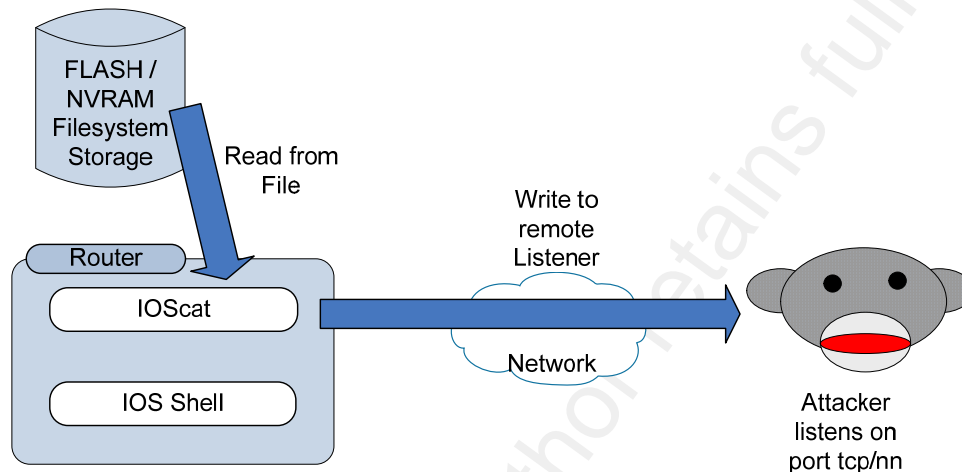 FLASH /
NVRAM
Filesystem
Storage
Read from
File
Write to
remote
Listener
Router
IOScat
Network
IOS Shell
Attacker
listens on
port tcp/nn
retains